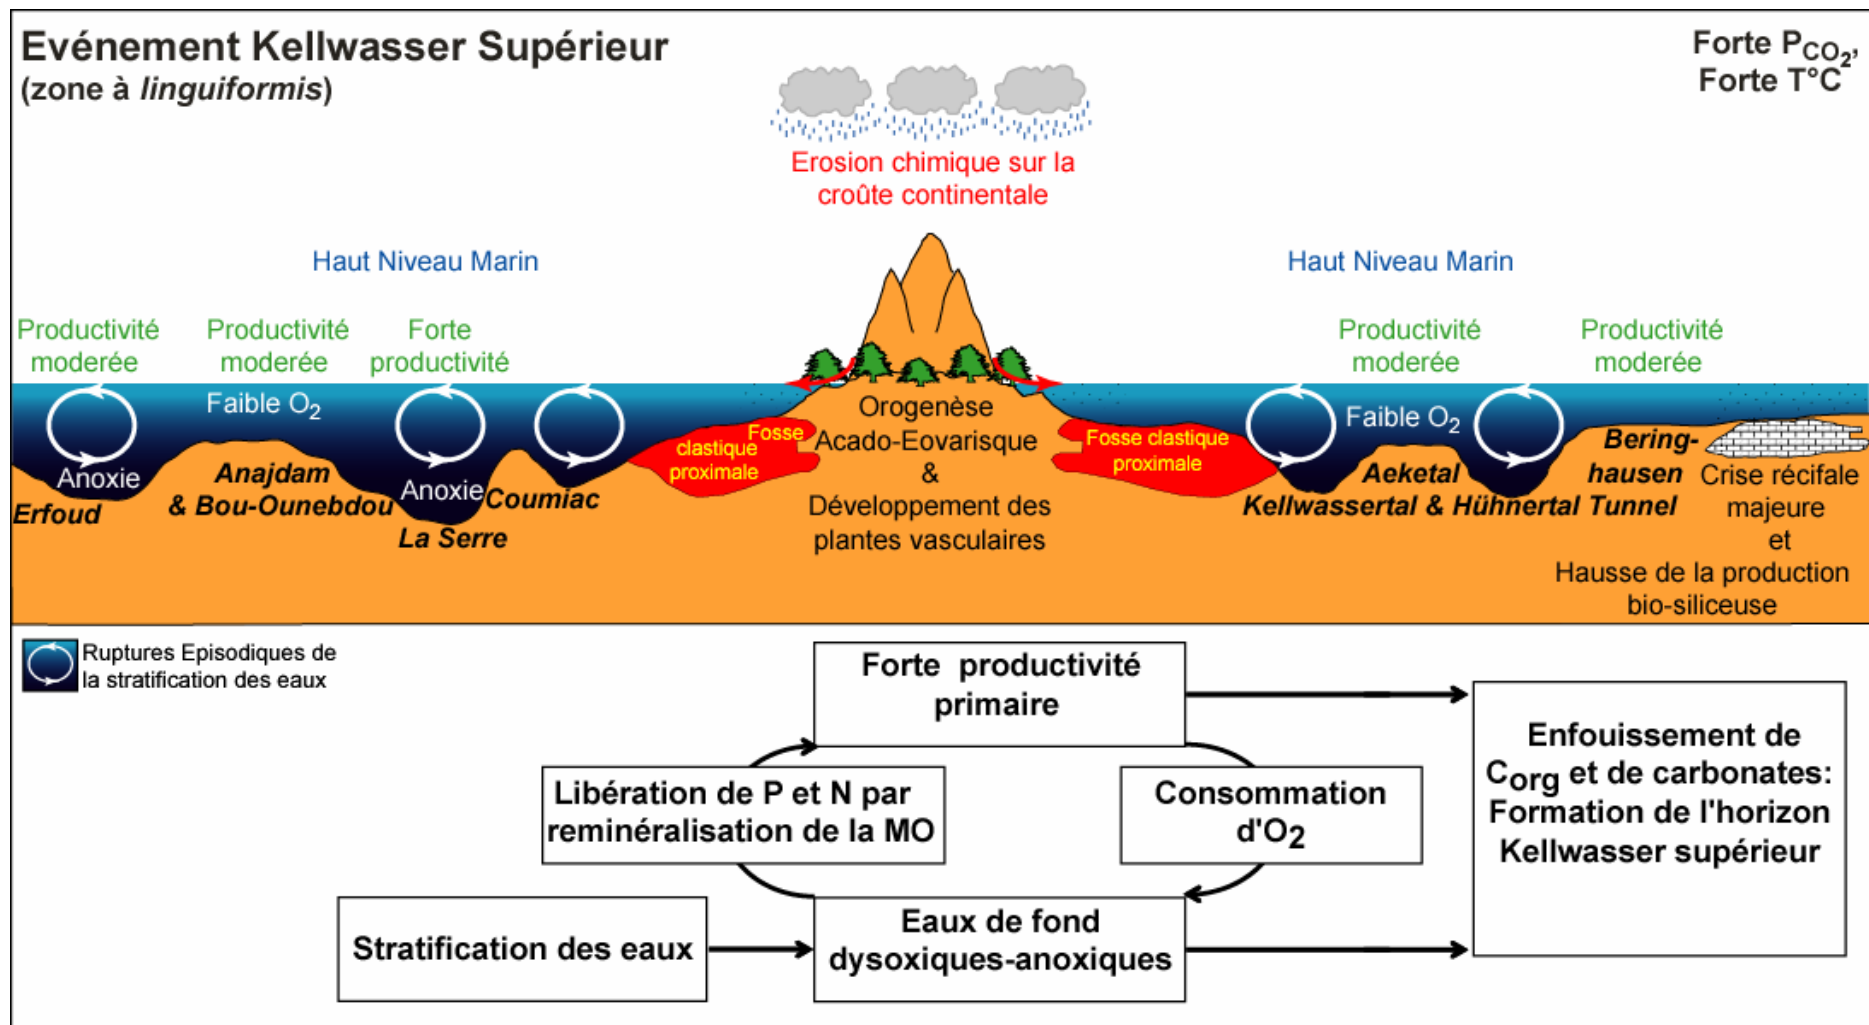 Evénement Kellwasser Supérieur
(zone à linguiformis)
Forte PCO2,
Forte T°C
Erosion chimique sur la
croûte continentale
Haut Niveau Marin
Haut Niveau Marin
Productivité
moderée
Productivité
moderée
Forte
productivité
Productivité
moderée
Productivité
moderée
Faible O2
Anoxie
Anoxie
Faible O2
Erfoud
Anajdam
& Bou-Ounebdou
La Serre
Coumiac
Fosse
clastique
proximale
Orogenèse
Acado-Eovarisque
&
Développement des
plantes vasculaires
Fosse clastique
proximale
Aeketal
Kellwassertal & Hühnertal
Bering-
hausen
Tunnel
Crise récifale
majeure
et
Hausse de la production
bio-siliceuse
Ruptures Episodiques de
la stratification des eaux
Forte productivité
primaire
Libération de P et N par
reminéralisation de la MO
Consommation
d'O2
Stratification des eaux
Eaux de fond
dysoxiques-anoxiques
Enfouissement de
Corg et de carbonates:
Formation de l'horizon
Kellwasser supérieur